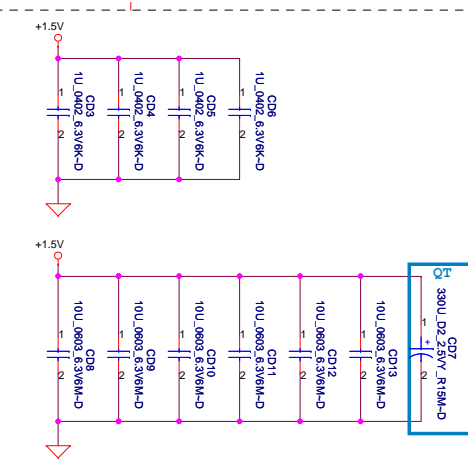 +1.5V
1
2
1U_0402_6.3V6K~D
CD3
1
2
1U_0402_6.3V6K~D
CD4
1
2
1U_0402_6.3V6K~D
CD5
1
2
1U_0402_6.3V6K~D
CD6
+1.5V
1
2
10U_0603_6.3V6M~D
CD8
1
2
10U_0603_6.3V6M~D
CD9
1
2
10U_0603_6.3V6M~D
CD10
1
2
10U_0603_6.3V6M~D
CD11
1
2
10U_0603_6.3V6M~D
CD12
1
2
10U_0603_6.3V6M~D
CD13
QT
1
+
2
330U_D2_2.5VY_R15M~D
CD7